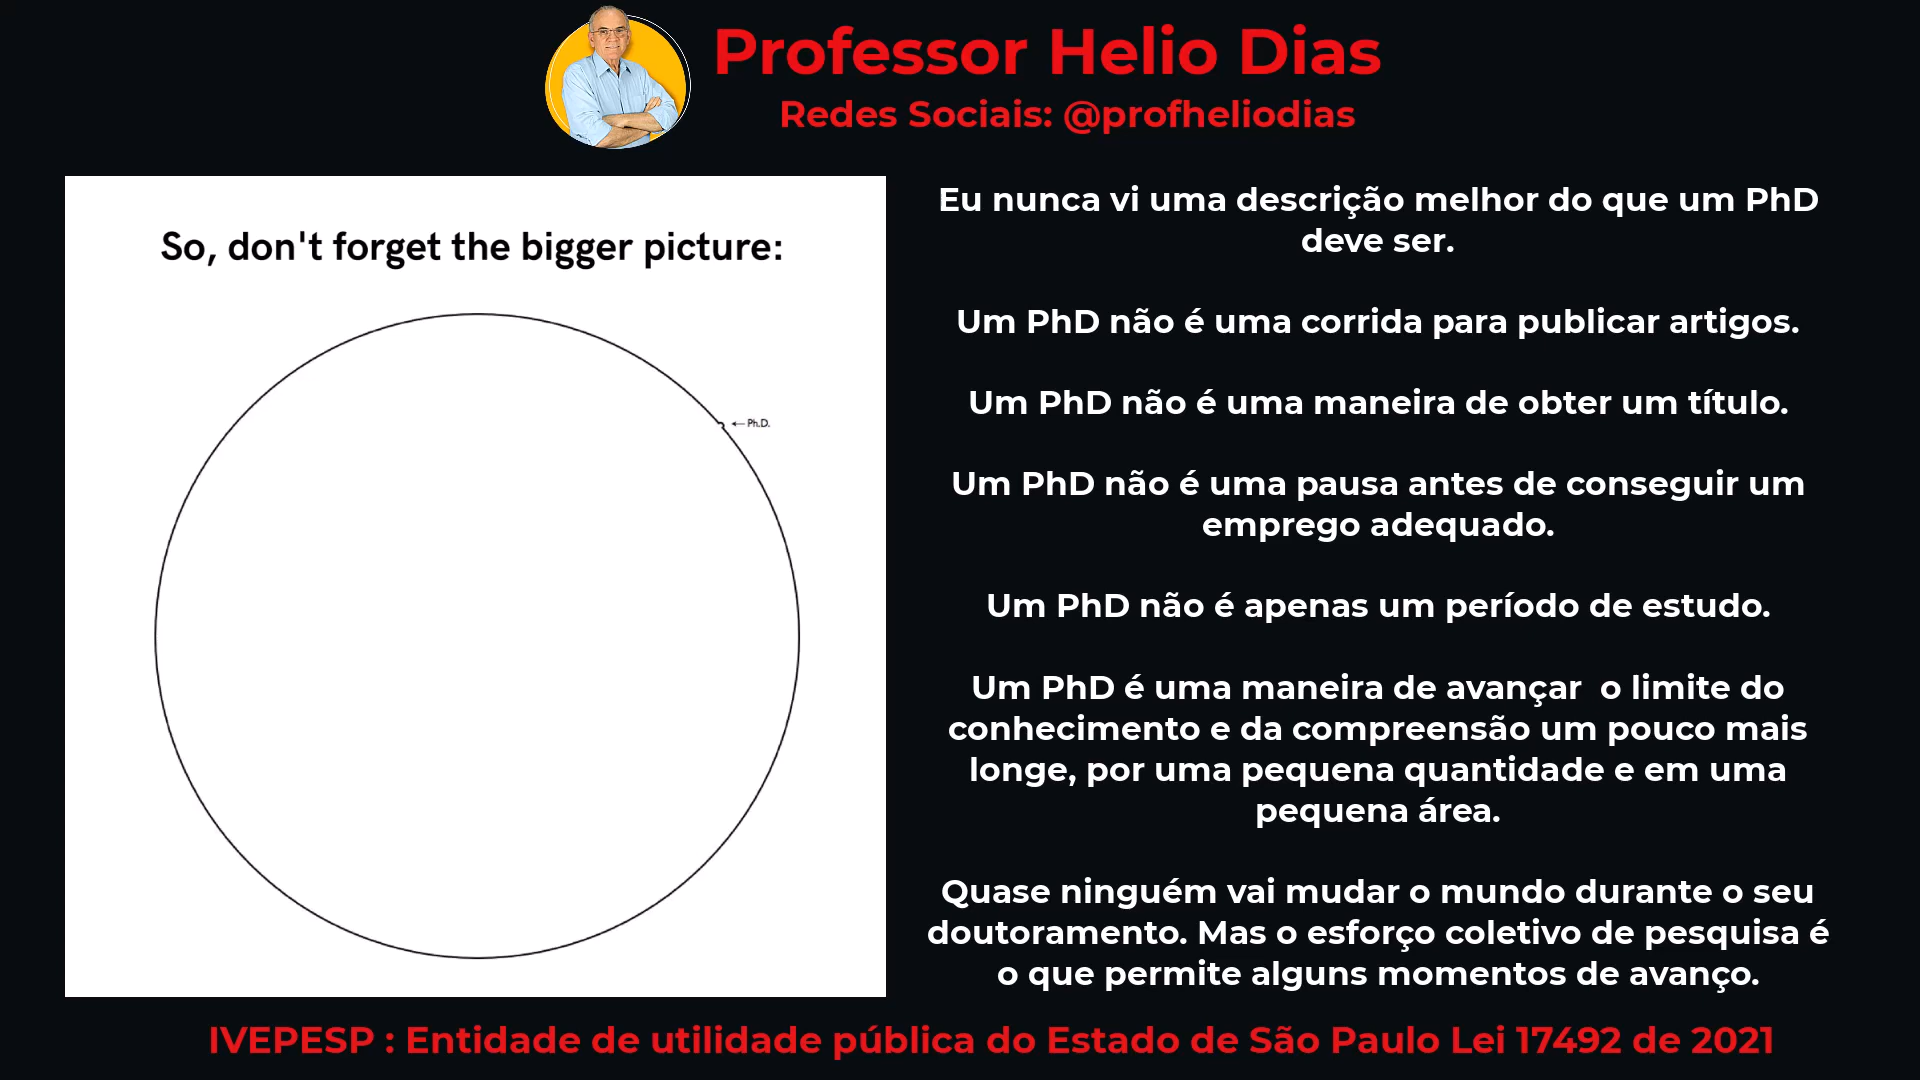 Professor Helio Dias
Redes Sociais: @profheliodias
So, don't forget the bigger picture:
←Ph.D.
Eu nunca vi uma descrição melhor do que um PhD
deve ser.
Um PhD não é uma corrida para publicar artigos.
Um PhD não é uma maneira de obter um título.
Um PhD não é uma pausa antes de conseguir um
emprego adequado.
Um PhD não é apenas um período de estudo.
Um PhD é uma maneira de avançar  o limite do
conhecimento e da compreensão um pouco mais
longe, por uma pequena quantidade e em uma
pequena área.
Quase ninguém vai mudar o mundo durante o seu
doutoramento. Mas o esforço coletivo de pesquisa é
o que permite alguns momentos de avanço.
IVEPESP : Entidade de utilidade pública do Estado de São Paulo Lei 17492 de 2021